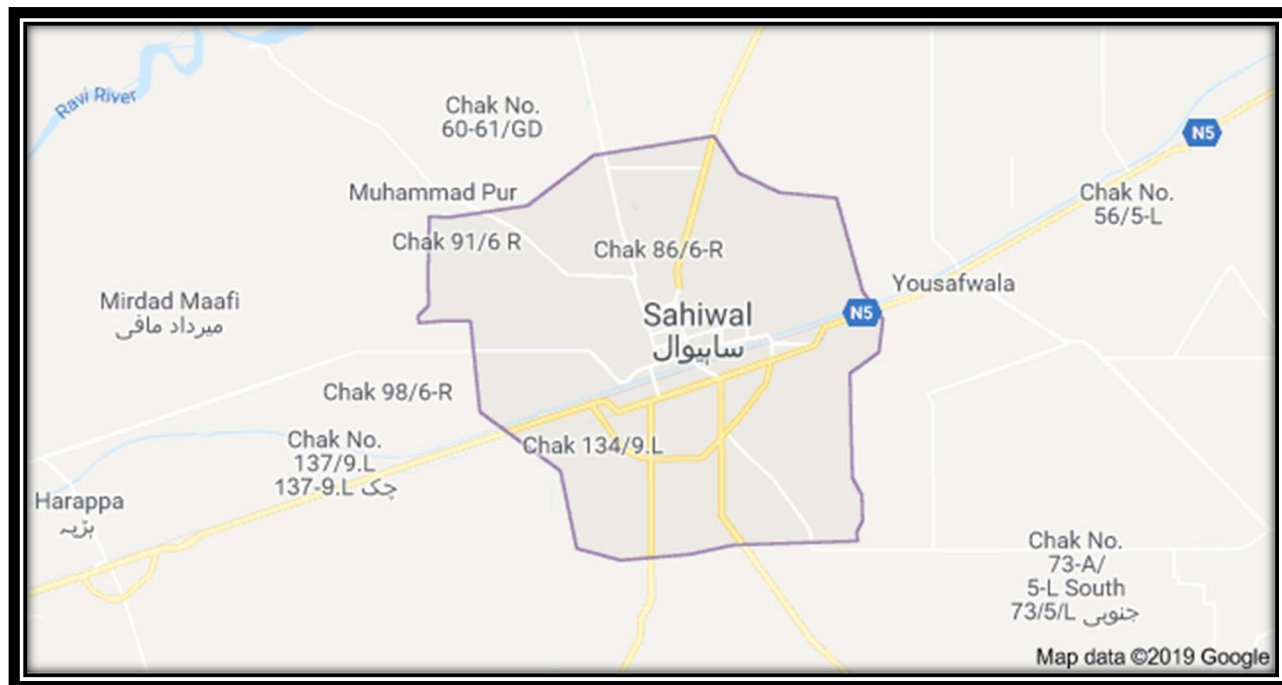 Ravi River
Chak No.
60-61/GD
N5
Muhammad Pur
Chak No.
56/5-L
Chak 91/6 R
Chak 86/6-R
Yousafwala
Mirdad Maafi
میرداد مافی
Sahiwal
ساہیوال
N5
Chak 98/6-R
Chak No.
137/9.L
137-9.L چک
Chak 134/9.L
Harappa
ہڑپہ
Chak No.
73-A/
5-L South
73/5/L جنوبی
Map data ©2019 Google